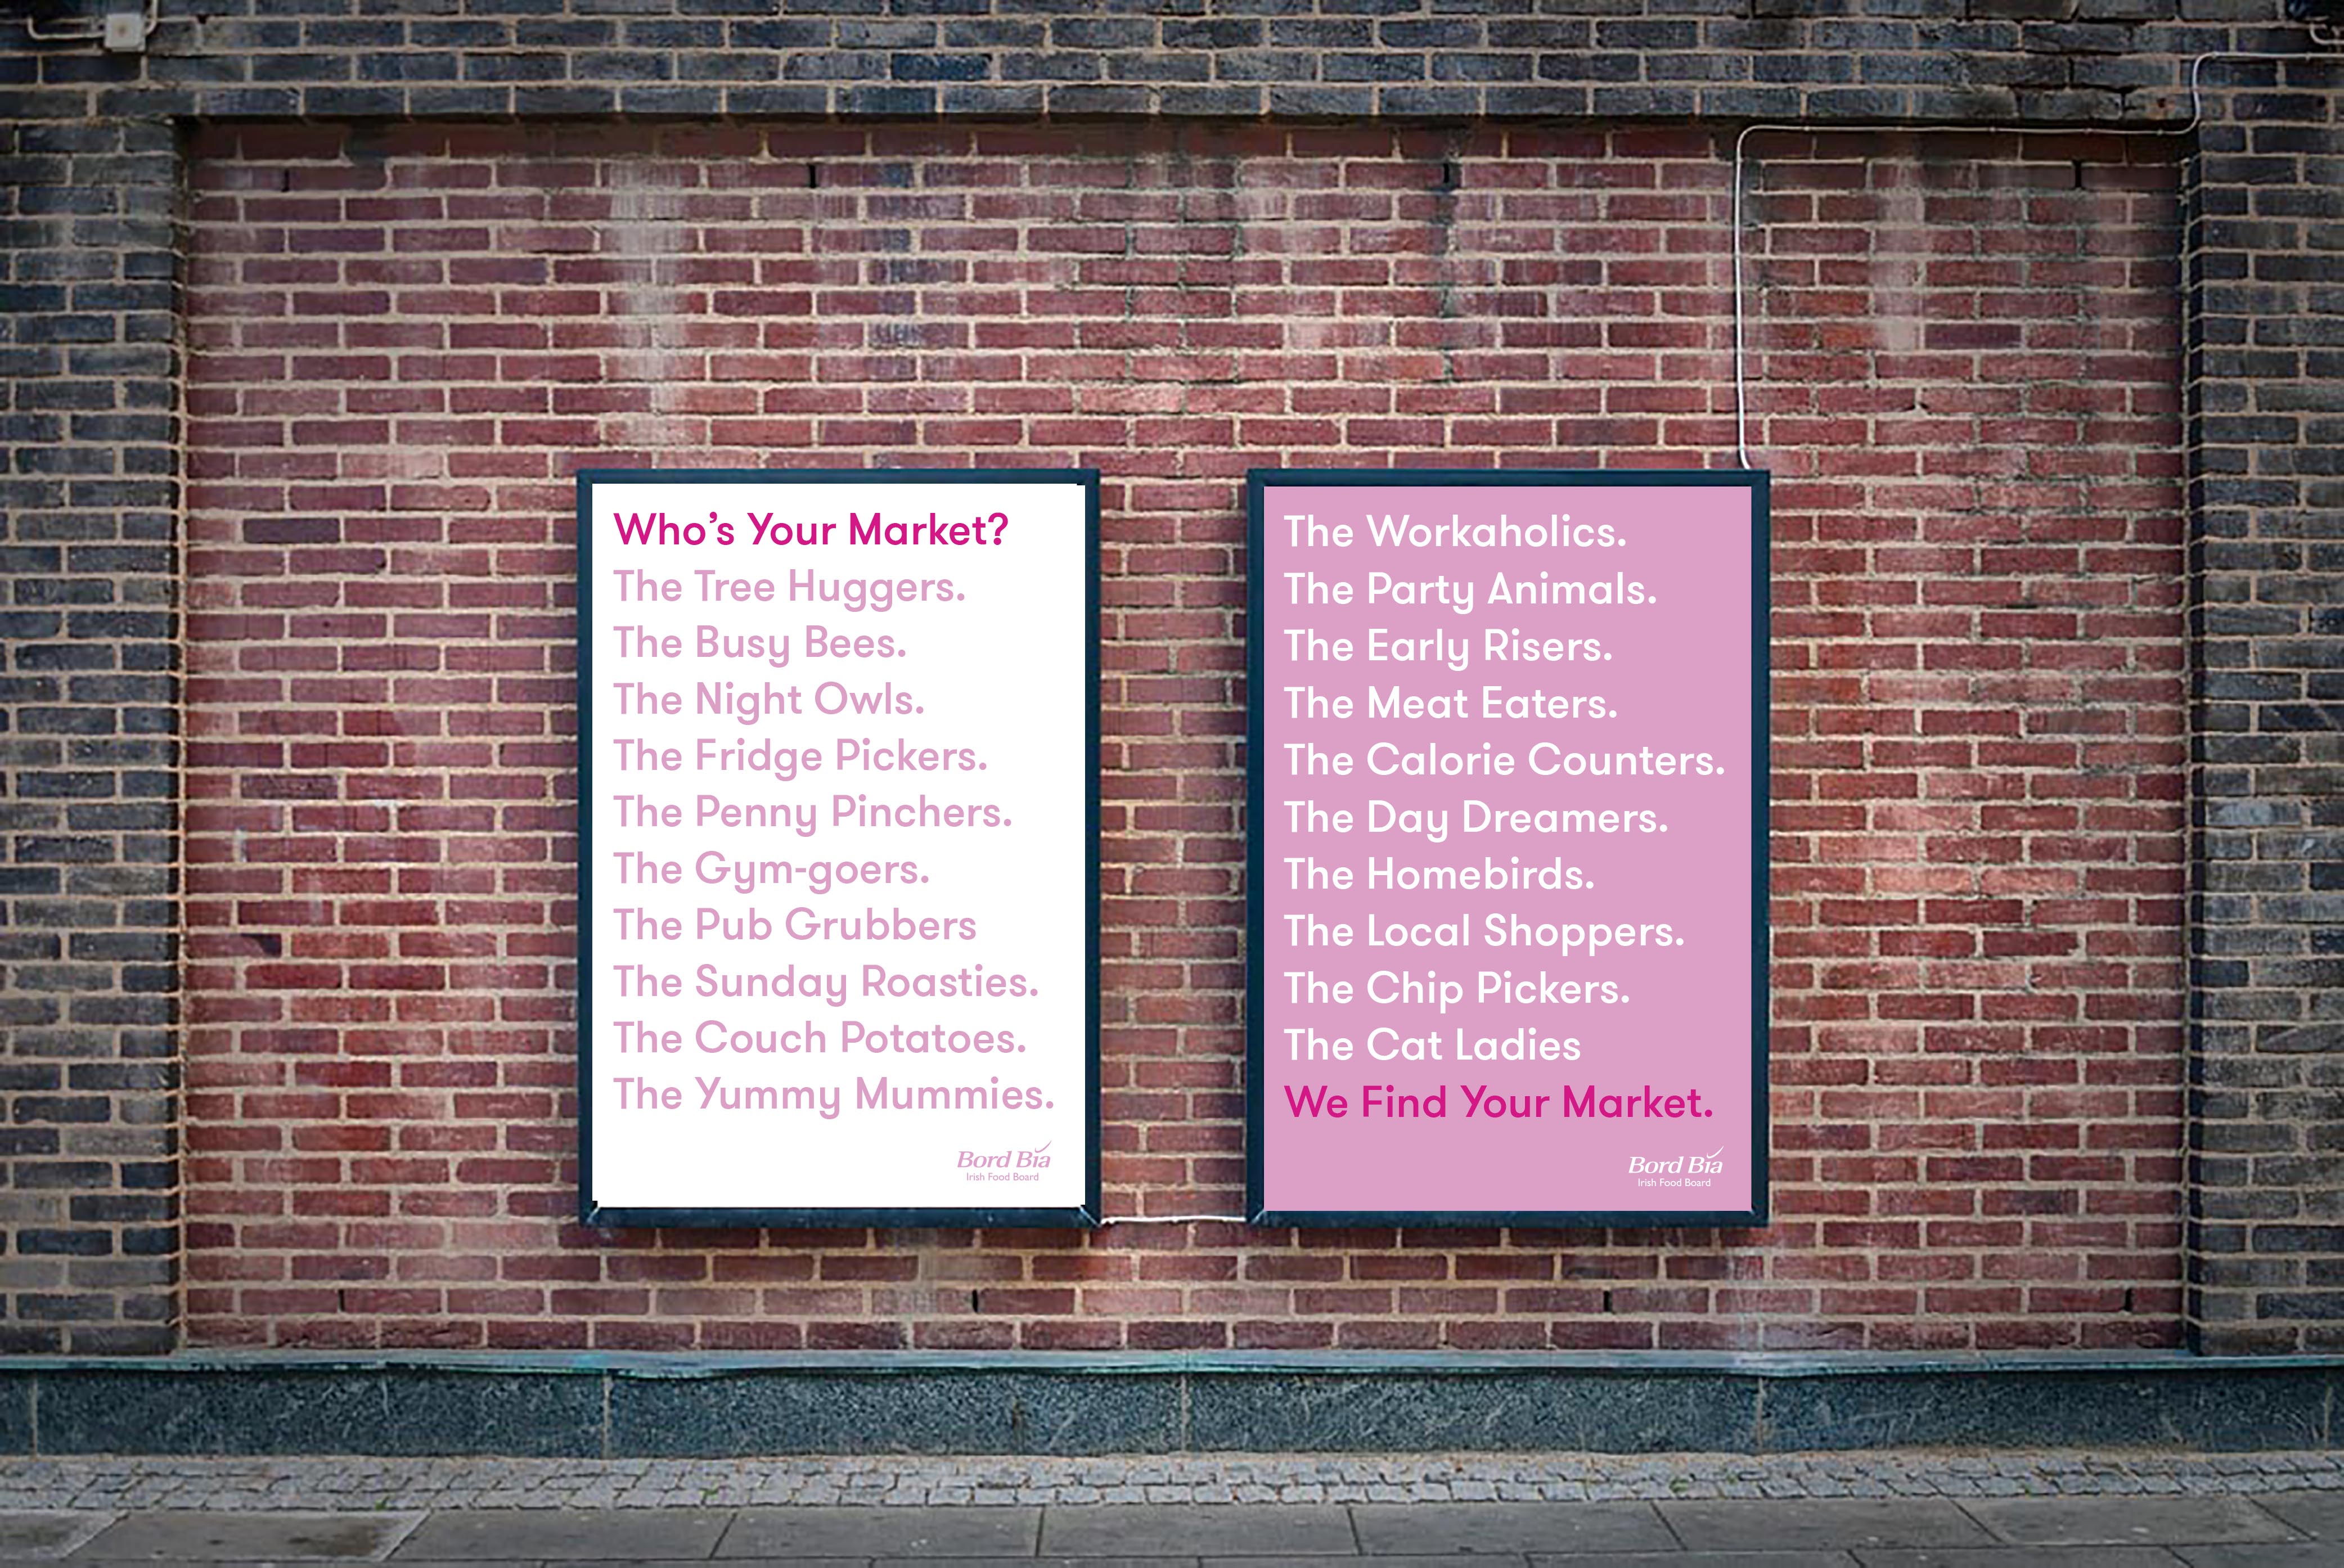 Who's Your Market?
The Tree Huggers.
The Busy Bees.
The Night Owls.
The Fridge Pickers.
The Penny Pinchers.
The Gym-goers.
The Pub Grubbers
The Sunday Roasties.
The Couch Potatoes.
The Yummy Mummies.
Bord Bia
Irish Food Board
The Workaholics.
The Party Animals.
The Early Risers.
The Meat Eaters.
The Calorie Counters.
The Day Dreamers.
The Homebirds.
The Local Shoppers.
The Chip Pickers.
The Cat Ladies
We Find Your Market.
Bord Bia
Irish Food Board